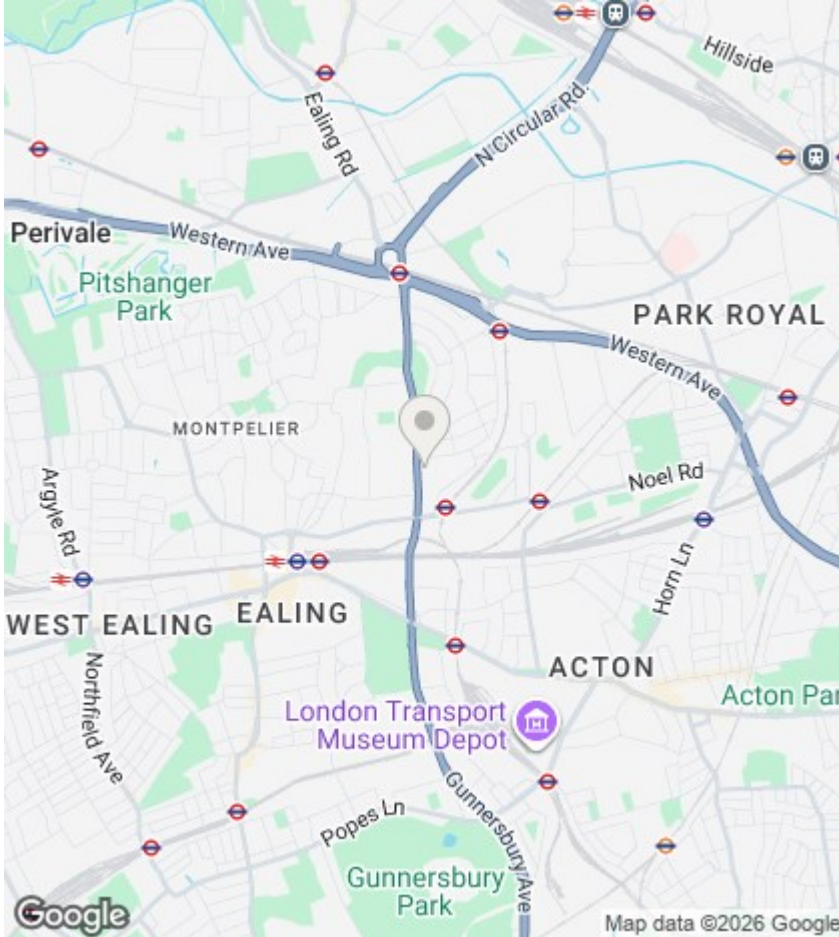 Hillside
Ealing Rd
N Circular Rd.
Perivale
Western Ave
Pitshanger
Park
PARK ROYAL
Western Ave
MONTPELIER
Argyle Rd
Noel Rd
Horn Ln
WEST EALING
EALING
ACTON
Northfield Ave
London Transport
Museum Depot
Acton Par
Gunnersbury Ave
Popes Ln
Gunnersbury
Park
Google
Map data ©2026 Google